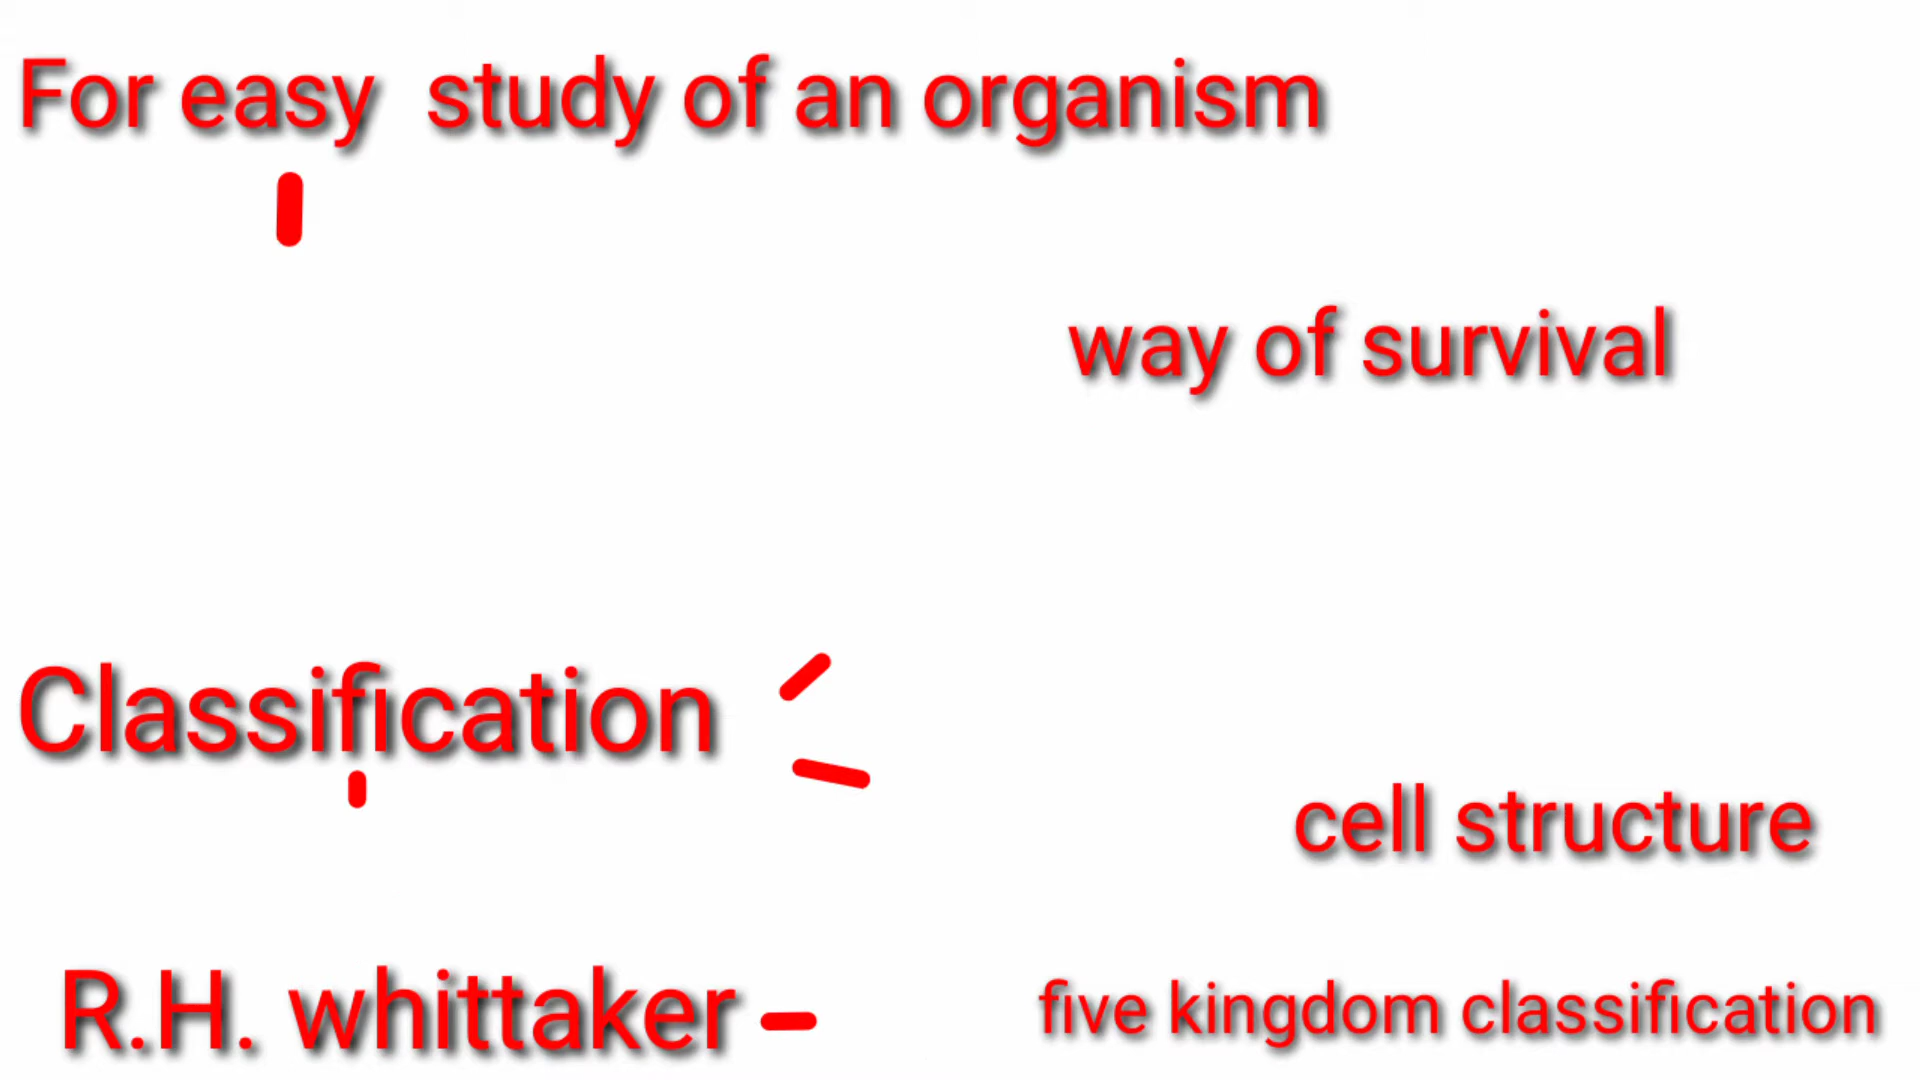 For easy study of an organism
way of survival
Classification
cell structure
R.H. whittaker
five kingdom classification